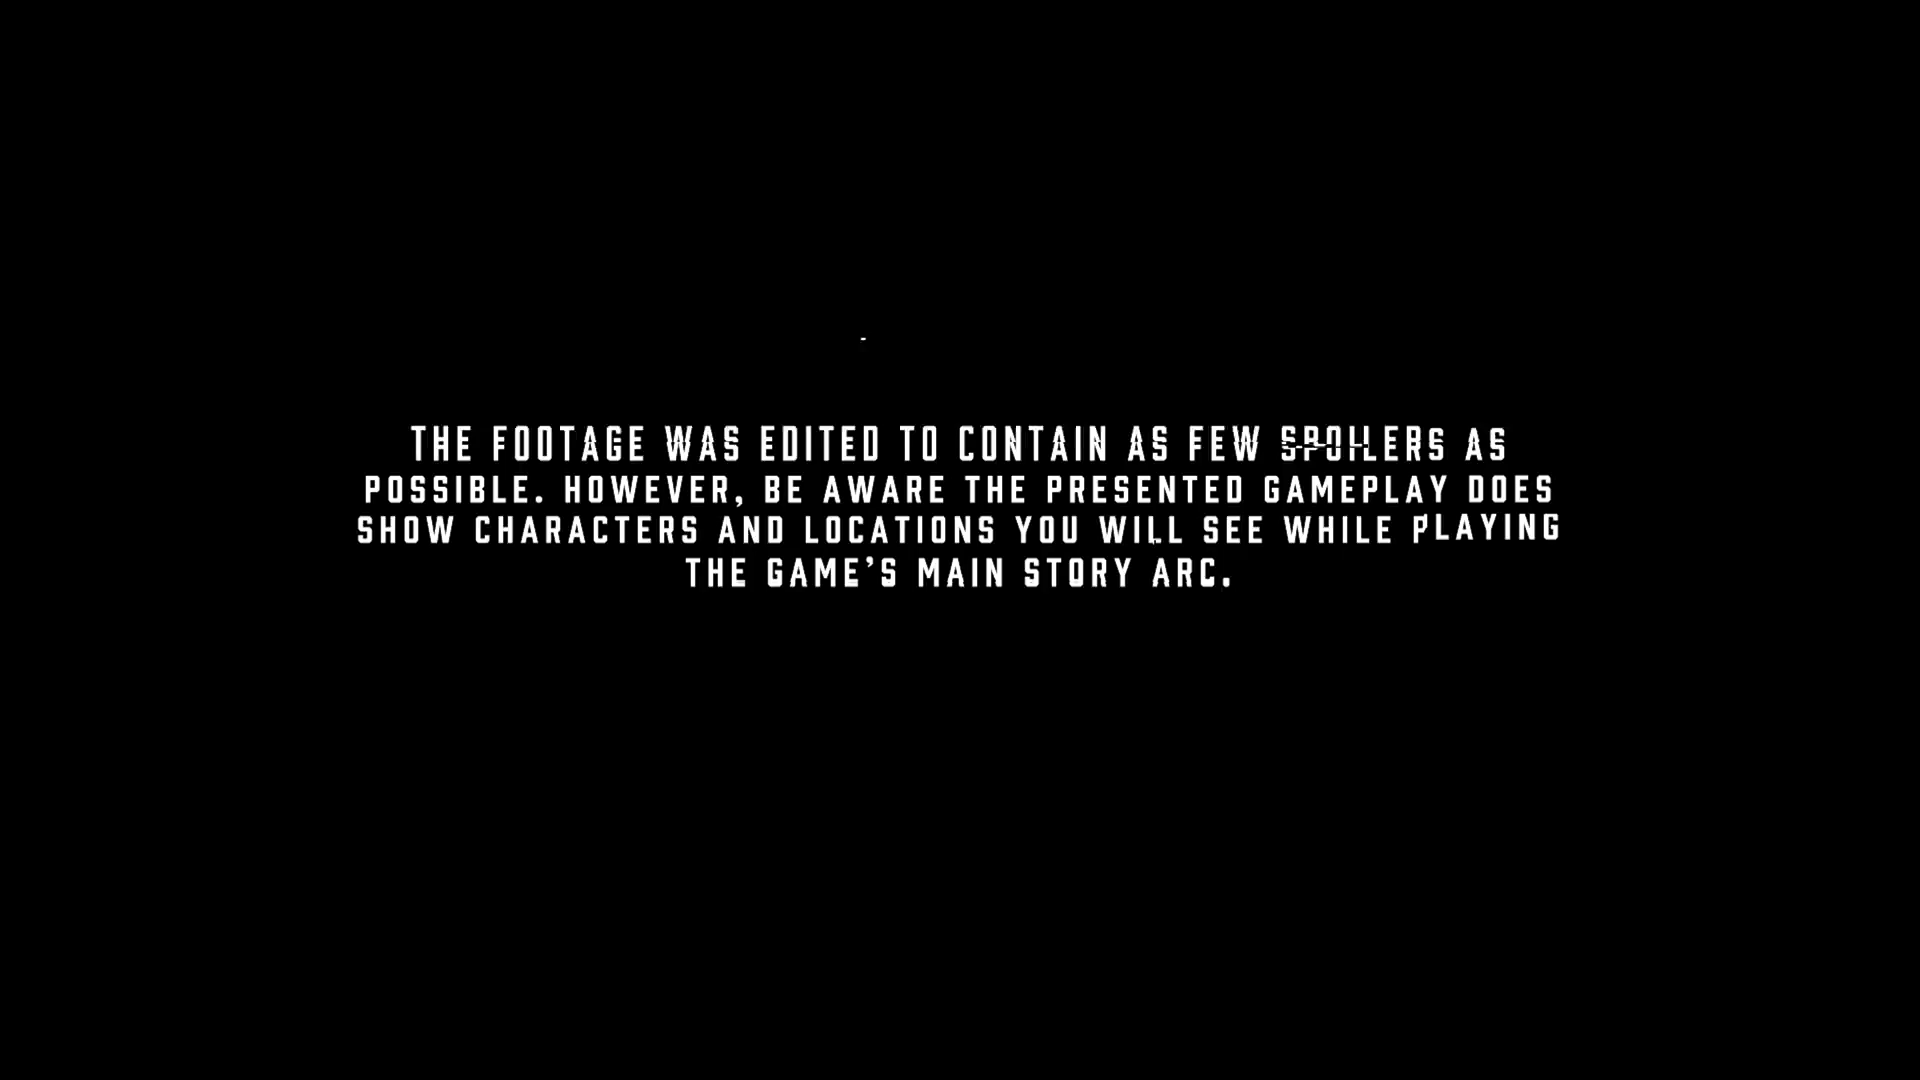 THE FOOTAGE WAS EDITED TO CONTAIN AS FEW SPOILERS AS
POSSIBLE. HOWEVER, BE AWARE THE PRESENTED GAMEPLAY DOES
SHOW CHARACTERS AND LOCATIONS YOU WILL SEE WHILE PLAYING
THE GAME’S MAIN STORY ARC.